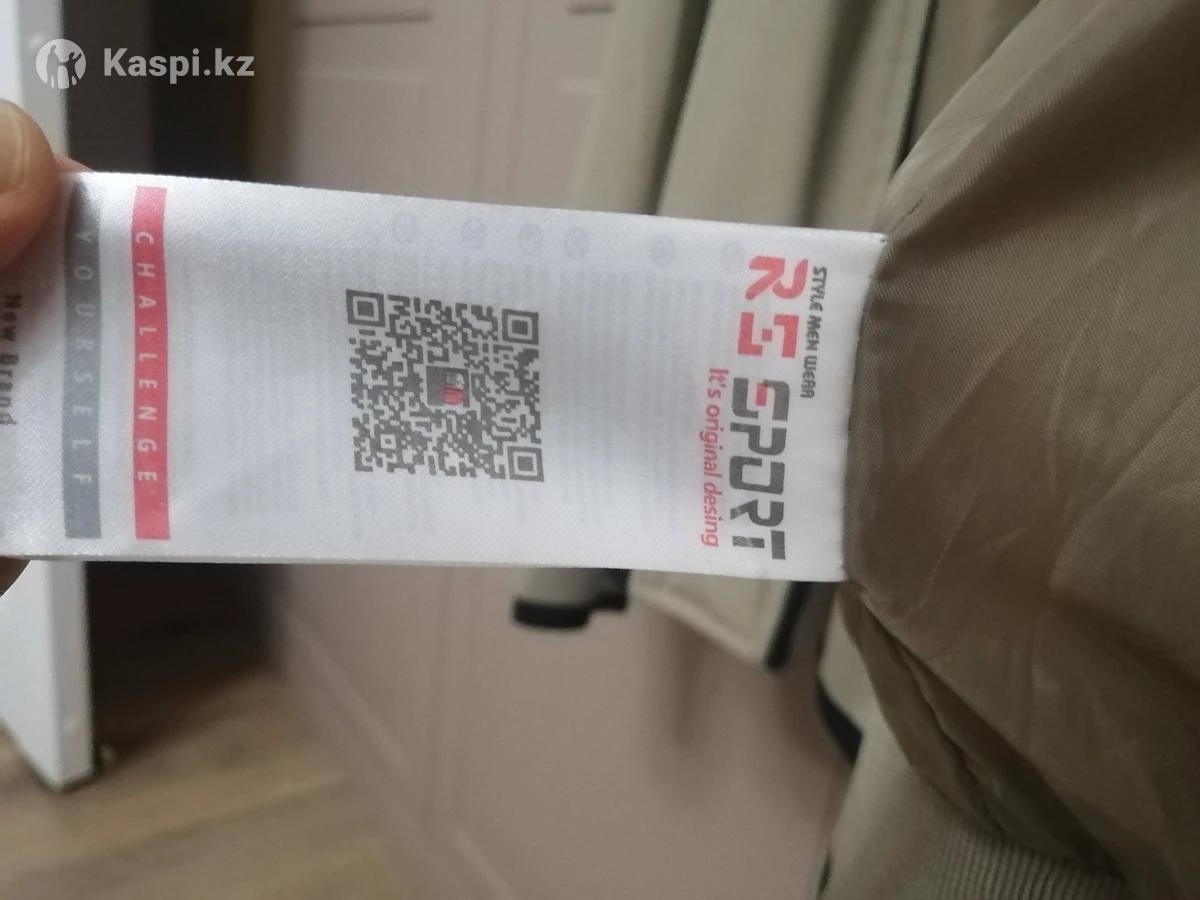 Kaspi.kz
STYLE MEN WEAR
RS SPORT
It's original desing
CHALLENGE
YOURSELF
New Brand